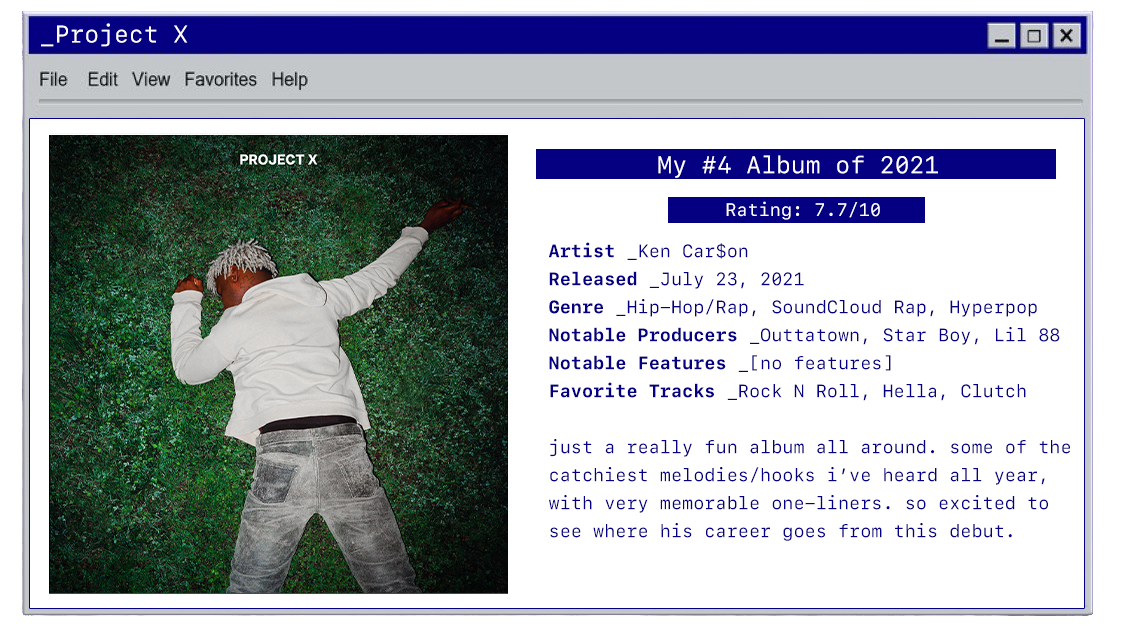 _Project X
File Edit View Favorites Help
PROJECT X
My #4 Album of 2021
Rating: 7.7/10
Artist _Ken Car$on
Released _July 23, 2021
Genre _Hip-Hop/Rap, SoundCloud Rap, Hyperpop
Notable Producers _Outtatown, Star Boy, Lil 88
Notable Features _[no features]
Favorite Tracks _Rock N Roll, Hella, Clutch
just a really fun album all around. some of the
catchiest melodies/hooks i’ve heard all year,
with very memorable one-liners. so excited to
see where his career goes from this debut.